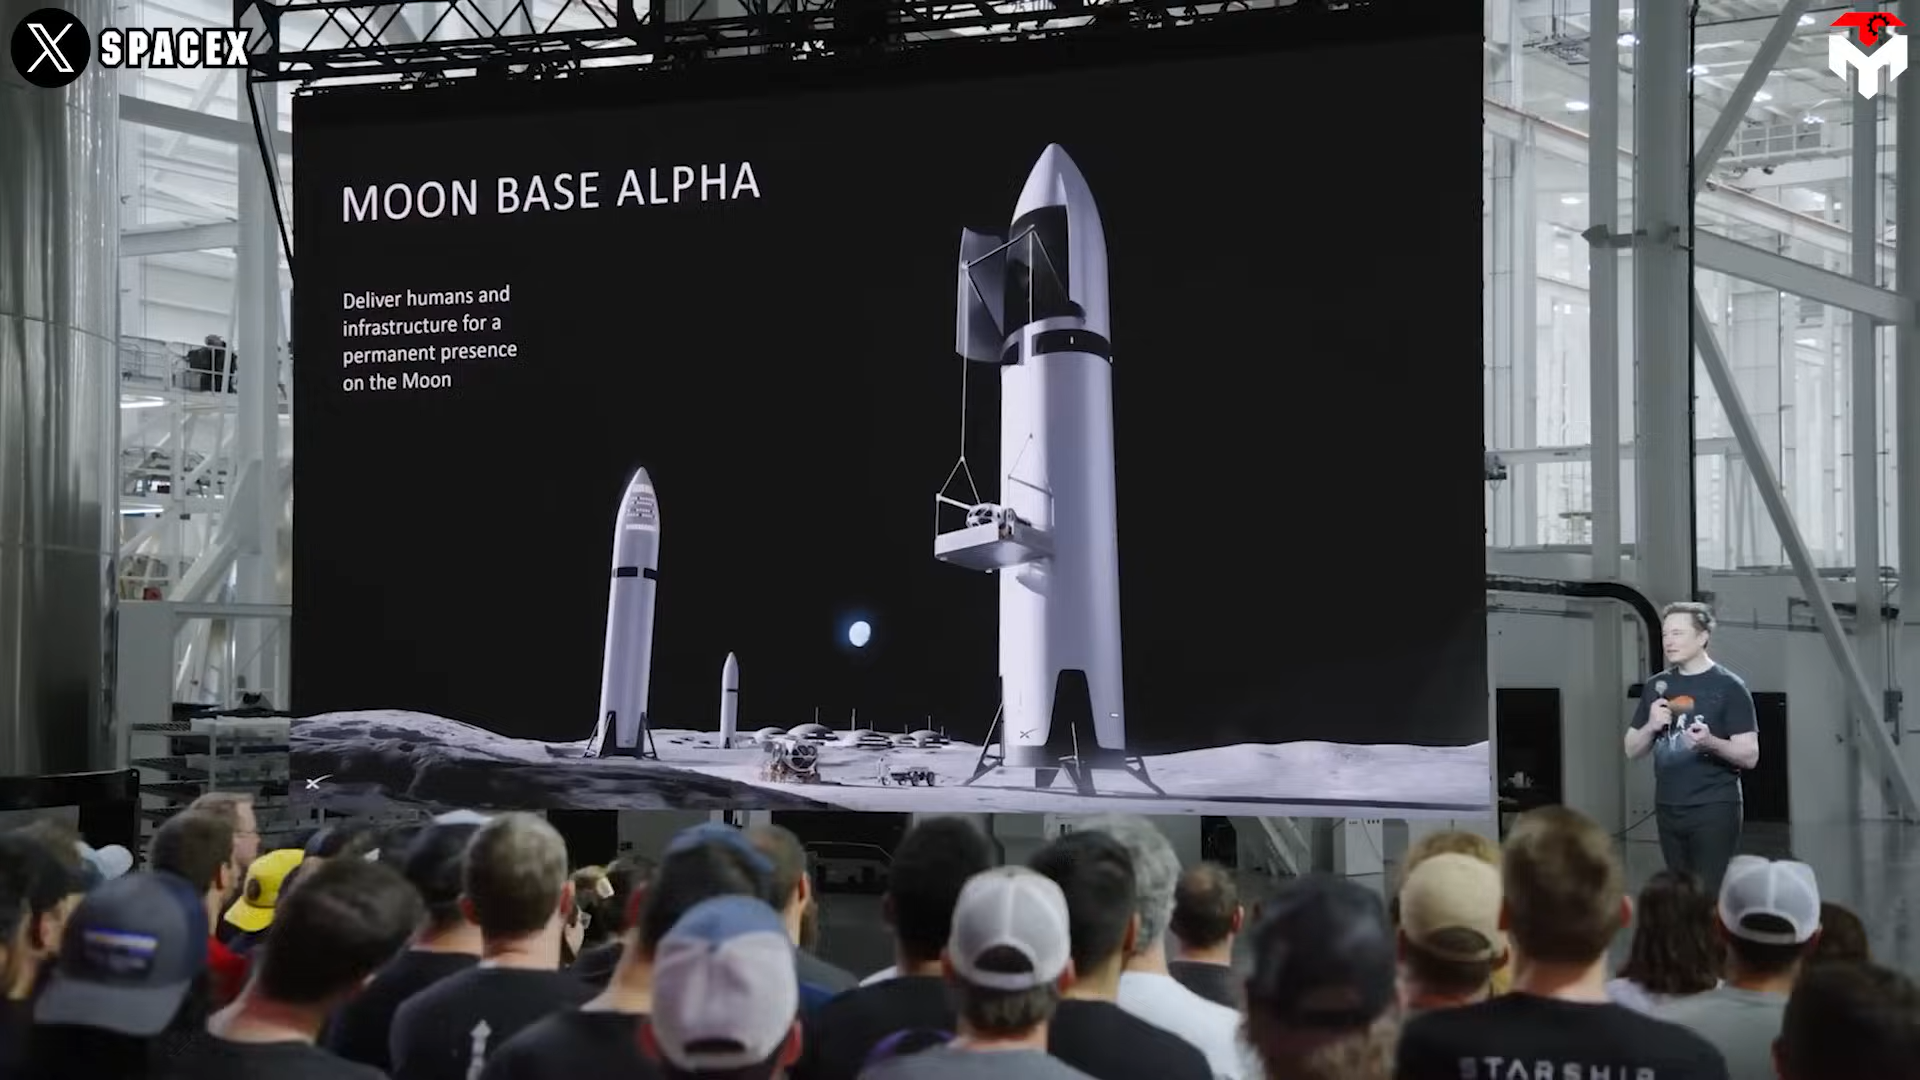 X SPACEX
MOON BASE ALPHA
Deliver humans and
infrastructure for a
permanent presence
on the Moon
STARSHIP